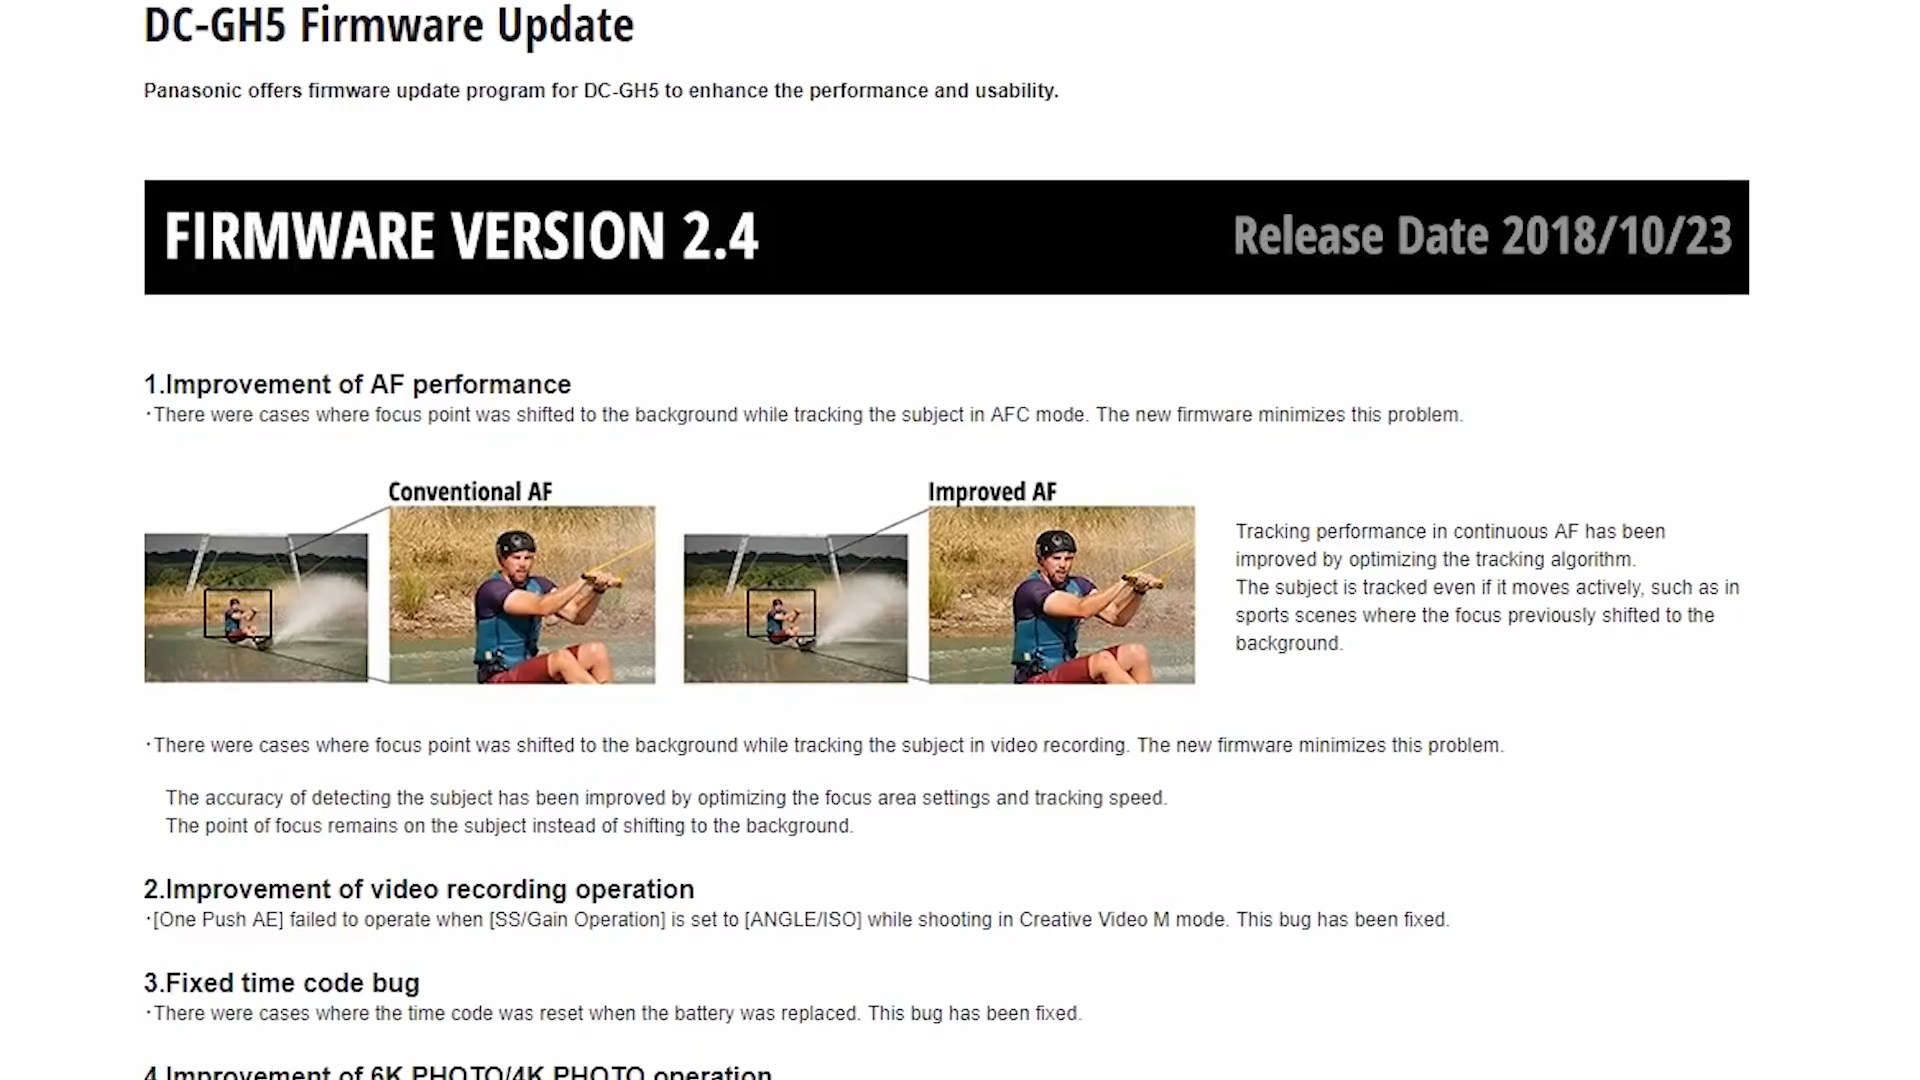 DC-GH5 Firmware Update
Panasonic offers firmware update program for DC-GH5 to enhance the performance and usability.
FIRMWARE VERSION 2.4
Release Date 2018/10/23
1.Improvement of AF performance
・There were cases where focus point was shifted to the background while tracking the subject in AFC mode. The new firmware minimizes this problem.
Conventional AF
Improved AF
Tracking performance in continuous AF has been
improved by optimizing the tracking algorithm.
The subject is tracked even if it moves actively, such as in
sports scenes where the focus previously shifted to the
background.
・There were cases where focus point was shifted to the background while tracking the subject in video recording. The new firmware minimizes this problem.
The accuracy of detecting the subject has been improved by optimizing the focus area settings and tracking speed.
The point of focus remains on the subject instead of shifting to the background.
2.Improvement of video recording operation
・[One Push AE] failed to operate when [SS/Gain Operation] is set to [ANGLE/ISO] while shooting in Creative Video M mode. This bug has been fixed.
3.Fixed time code bug
・There were cases where the time code was reset when the battery was replaced. This bug has been fixed.
4.Improvement of 6K PHOTO/4K PHOTO operation